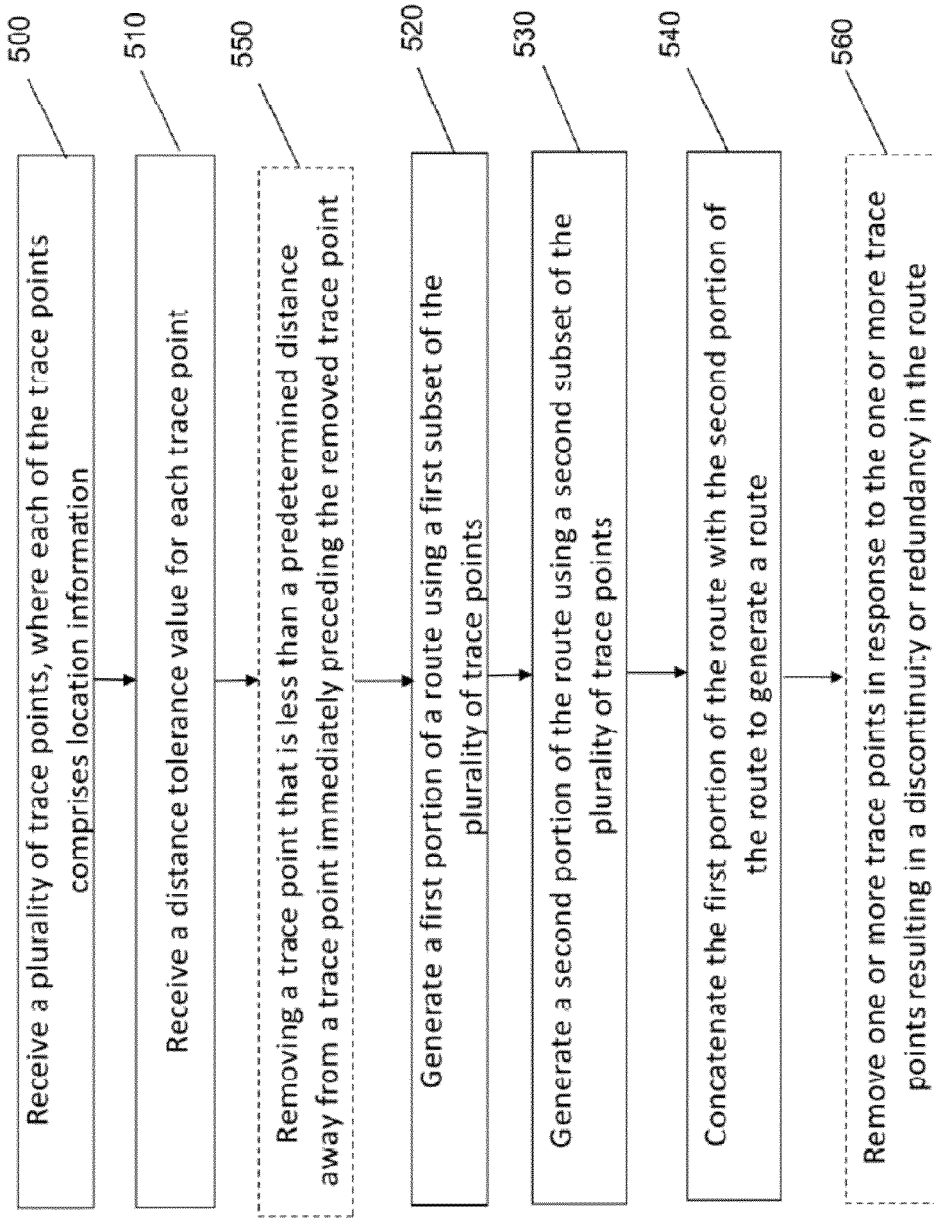 Receive a plurality of trace points, where each of the trace points
comprises location information
500
Receive a distance tolerance value for each trace point
510
Removing a trace point that is less than a predetermined distance
away from a trace point immediately preceding the removed trace point
550
Generate a first portion of a route using a first subset of the
plurality of trace points
520
Generate a second portion of the route using a second subset of the
plurality of trace points
530
Concatenate the first portion of the route with the second portion of
the route to generate a route
540
Remove one or more trace points in response to the one or more trace
points resulting in a discontinuity or redundancy in the route
560